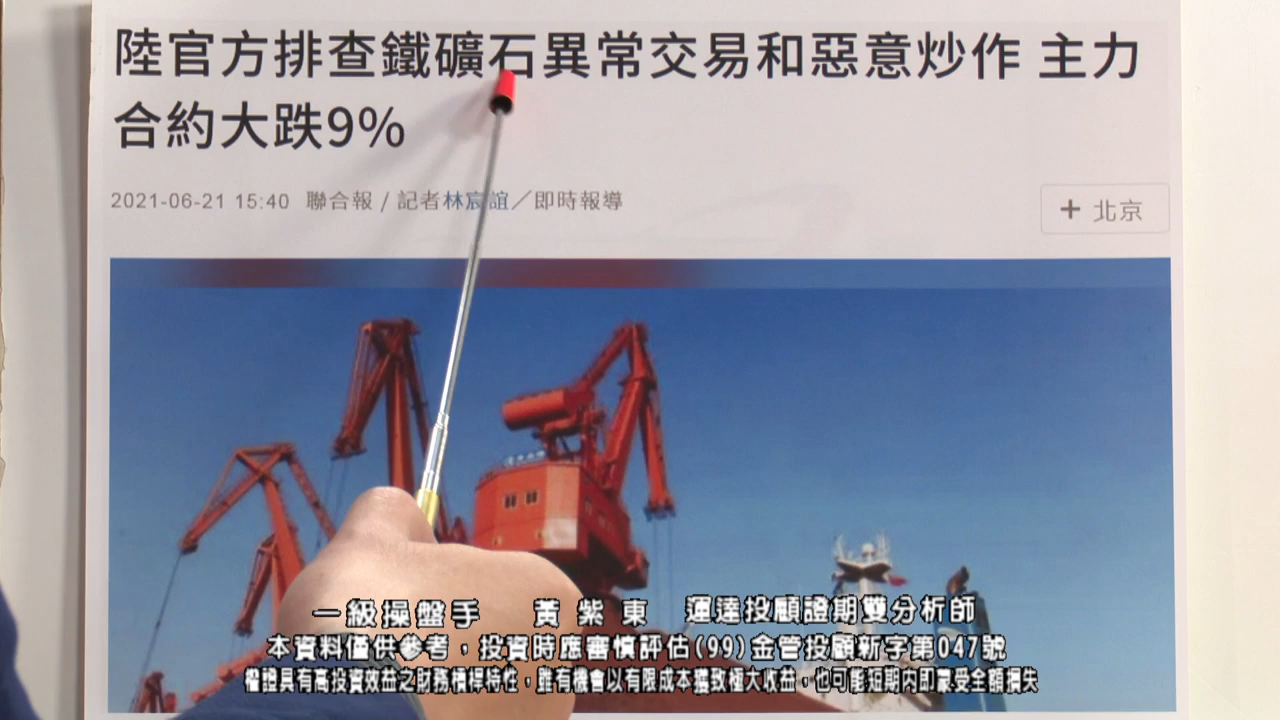 陸官方排查鐵礦石異常交易和惡意炒作 主力
合約大跌9%
2021-06-21 15:40 聯合報 / 記者林宸誼／即時報導
+ 北京
一級操盤手 黃紫東 運達投顧證期雙分析師
本資料僅供參考，投資時應審慎評估(99)金管投顧新字第047號
權證具有高投資效益之財務槓桿特性，雖有機會以有限成本獲致極大收益，也可能短期內即蒙受全額損失